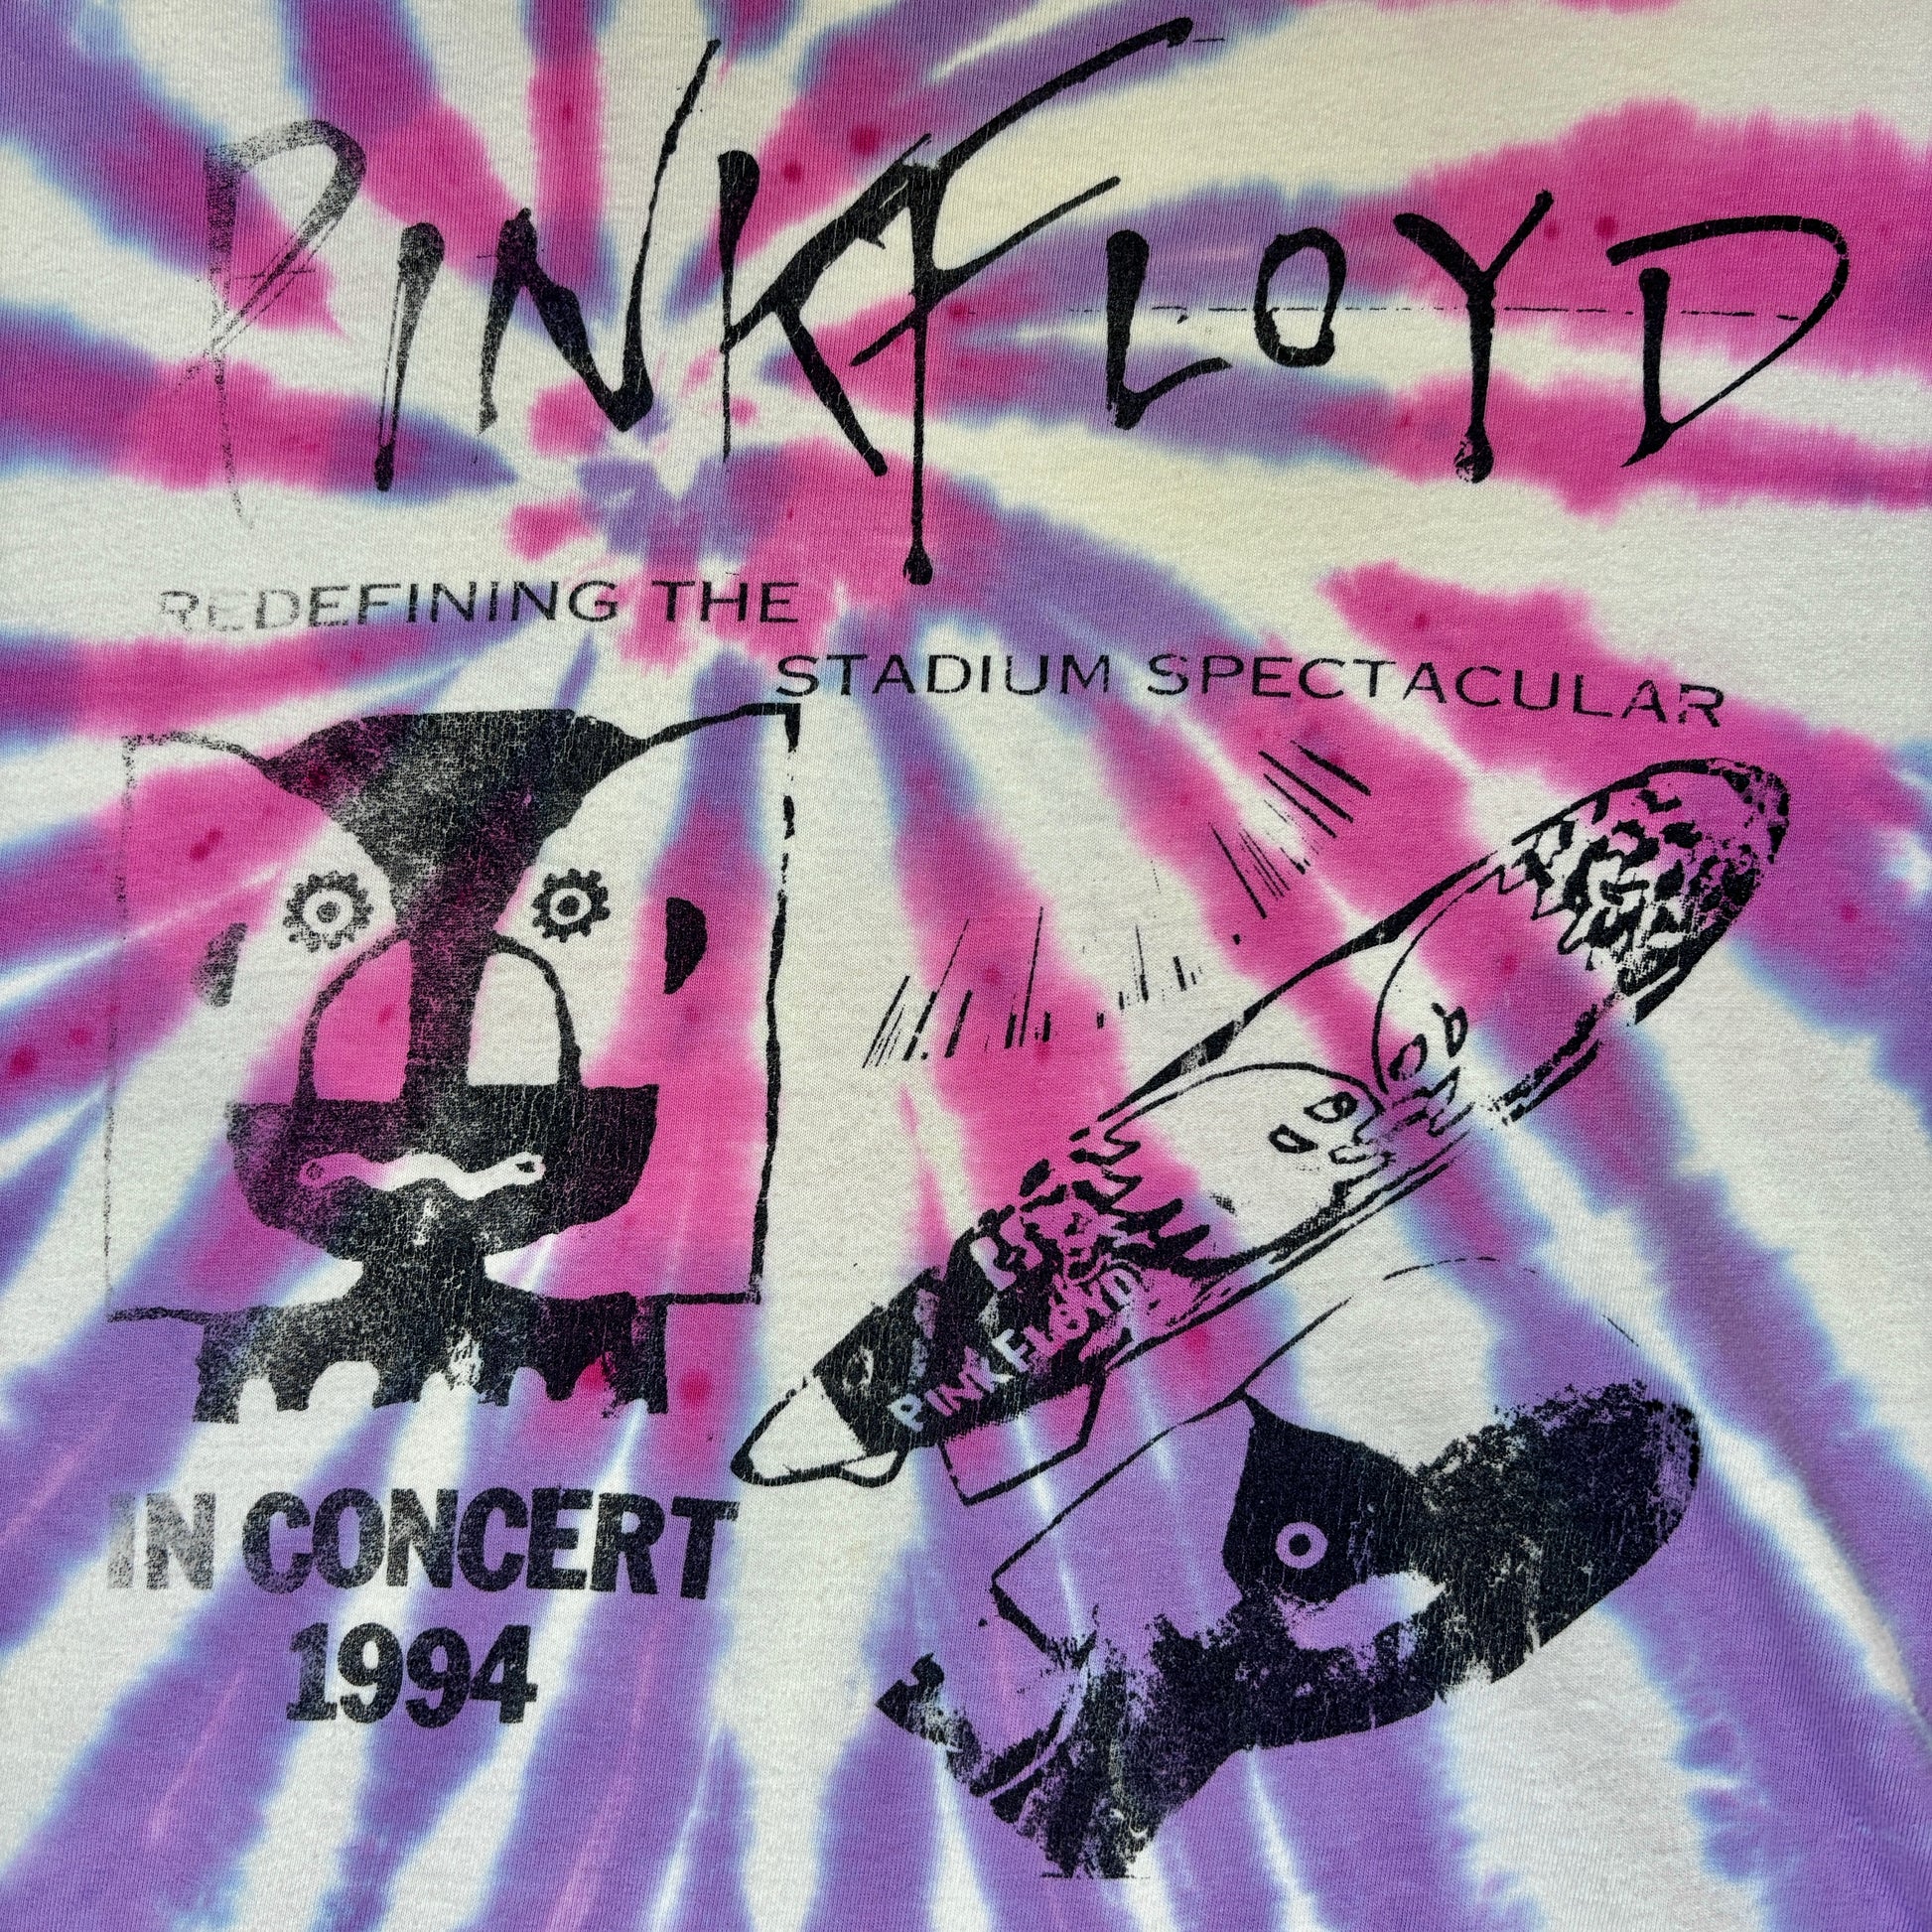 PINK FLOYD
REDEFINING THE
STADIUM SPECTACULAR
PINK FLOYD
IN CONCERT
1994